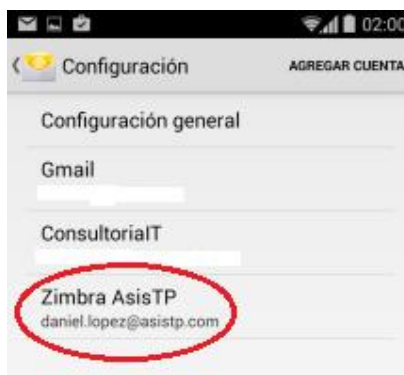 02:00
Configuración
AGREGAR CUENTA
Configuración general
Gmail
ConsultoriaIT
Zimbra AsisTP
daniel.lopez@asistp.com